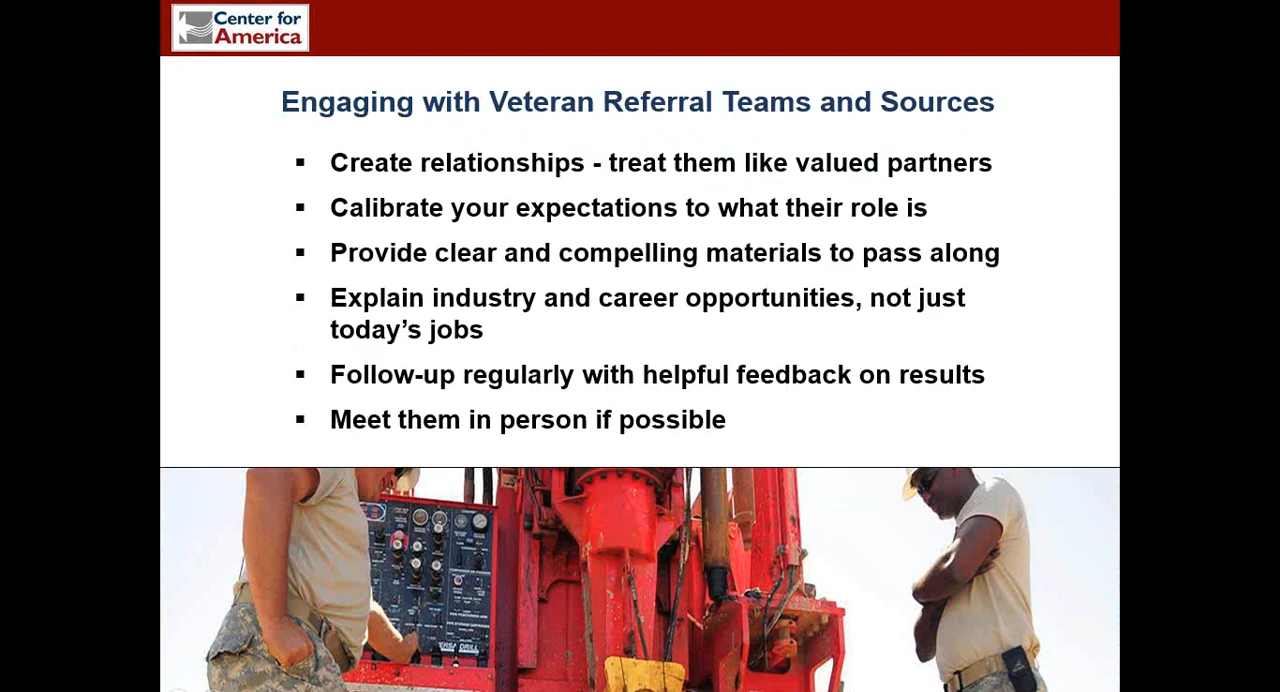 Center for
America
Engaging with Veteran Referral Teams and Sources
▪ Create relationships - treat them like valued partners
▪ Calibrate your expectations to what their role is
▪ Provide clear and compelling materials to pass along
▪ Explain industry and career opportunities, not just
today’s jobs
▪ Follow-up regularly with helpful feedback on results
▪ Meet them in person if possible